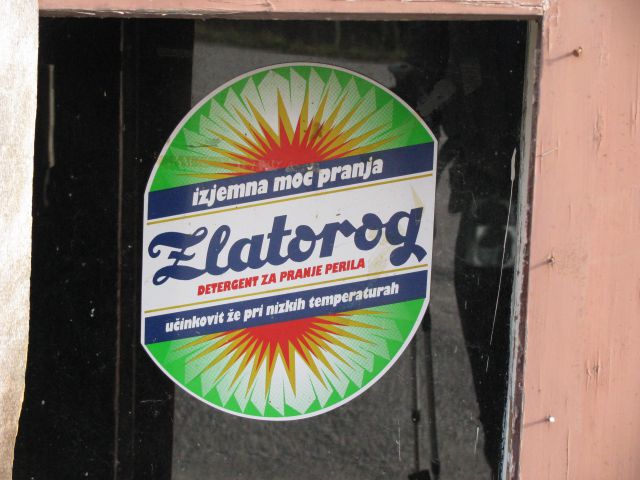 izjemna moč pranja
Zlatorog
DETERGENT ZA PRANJE PERILA
učinkovit že pri nizkih temperaturah